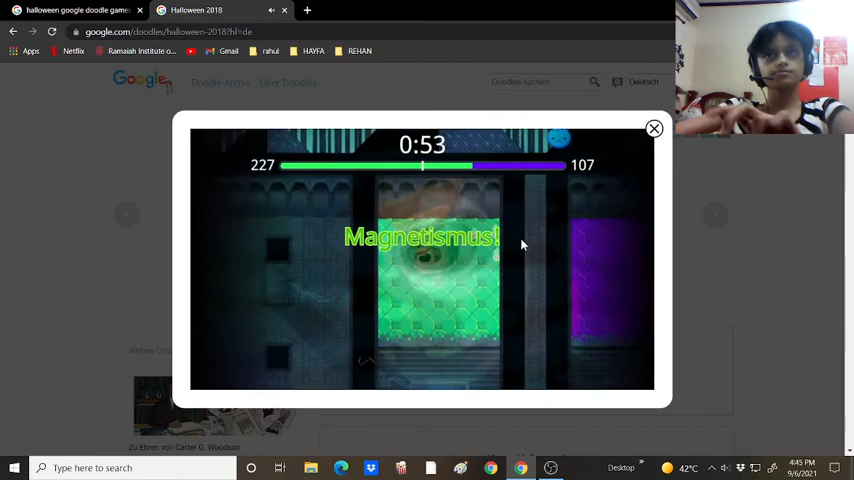 halloween google doodle games
Halloween 2018
google.com/doodles/halloween-2018?hl=de
Apps
Netflix
Ramaiah Institute o...
Gmail
rahul
HAYFA
REHAN
Google
Doodle Archiv
Über Doodles
Doodles suchen
Deutsch
0:53
227
107
Magnetismus!
Zu Ehren von Carter G. Woodson
Type here to search
Desktop
42°C
4:45 PM
9/6/2021